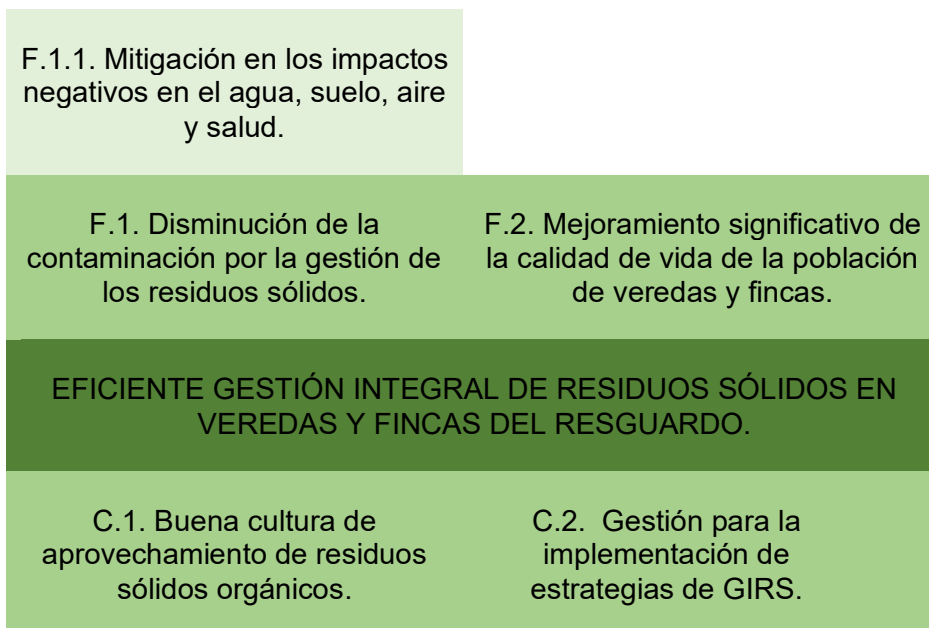 F.1.1. Mitigación en los impactos
negativos en el agua, suelo, aire
y salud.
F.1. Disminución de la
contaminación por la gestión de
los residuos sólidos.
F.2. Mejoramiento significativo de
la calidad de vida de la población
de veredas y fincas.
EFICIENTE GESTIÓN INTEGRAL DE RESIDUOS SÓLIDOS EN
VEREDAS Y FINCAS DEL RESGUARDO.
C.1. Buena cultura de
aprovechamiento de residuos
sólidos orgánicos.
C.2. Gestión para la
implementación de
estrategias de GIRS.